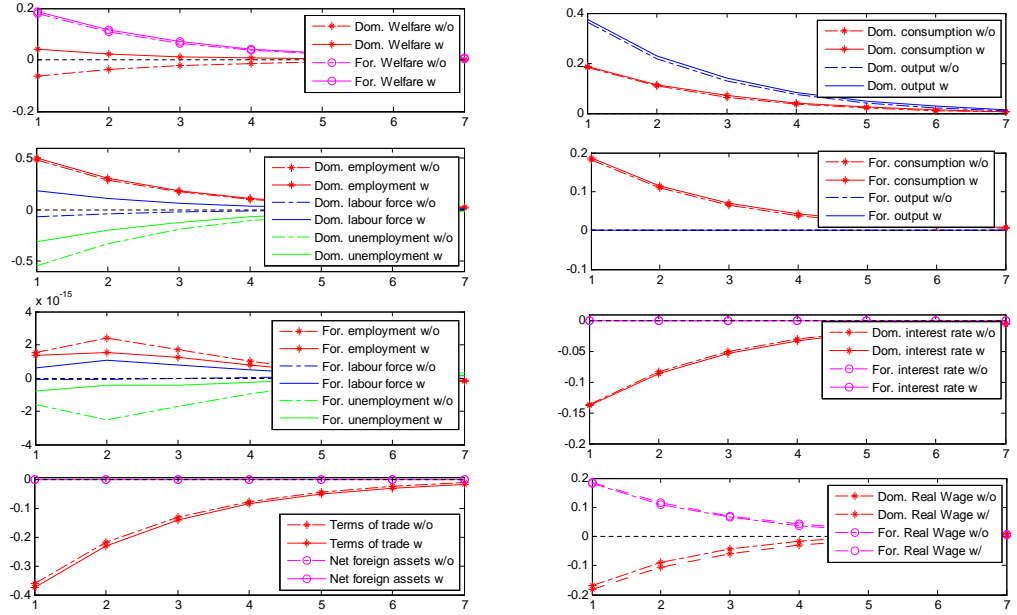 0.2
0
0.2
1 2 3 4 5 6 7
Dom. Welfare w/o
Dom. Welfare w
For. Welfare w/o
For. Welfare w
0.4
0.2
0
1 2 3 4 5 6 7
Dom. consumption w/o
Dom. consumption w
Dom. output w/o
Dom. output w
0.5
0
-0.5
1 2 3 4 5 6 7
Dom. employment w/o
Dom. employment w
Dom. labour force w/o
Dom. labour force w
Dom. unemployment w/o
Dom. unemployment w
0.2
0.1
0
-0.1
1 2 3 4 5 6 7
For. consumption w/o
For. consumption w
For. output w/o
For. output w
x 10-15
4
2
0
-2
-4
1 2 3 4 5 6 7
For. employment w/o
For. employment w
For. labour force w/o
For. labour force w
For. unemployment w/o
For. unemployment w
0
-0.05
-0.1
-0.15
-0.2
1 2 3 4 5 6 7
Dom. interest rate w/o
Dom. interest rate w
For. interest rate w/o
For. interest rate w
0
-0.1
-0.2
-0.3
-0.4
1 2 3 4 5 6 7
Terms of trade w/o
Terms of trade w
Net foreign assets w/o
Net foreign assets w
0.2
0.1
0
-0.1
-0.2
1 2 3 4 5 6 7
Dom. Real Wage w/o
Dom. Real Wage w/o
For. Real Wage w/o
For. Real Wage w/